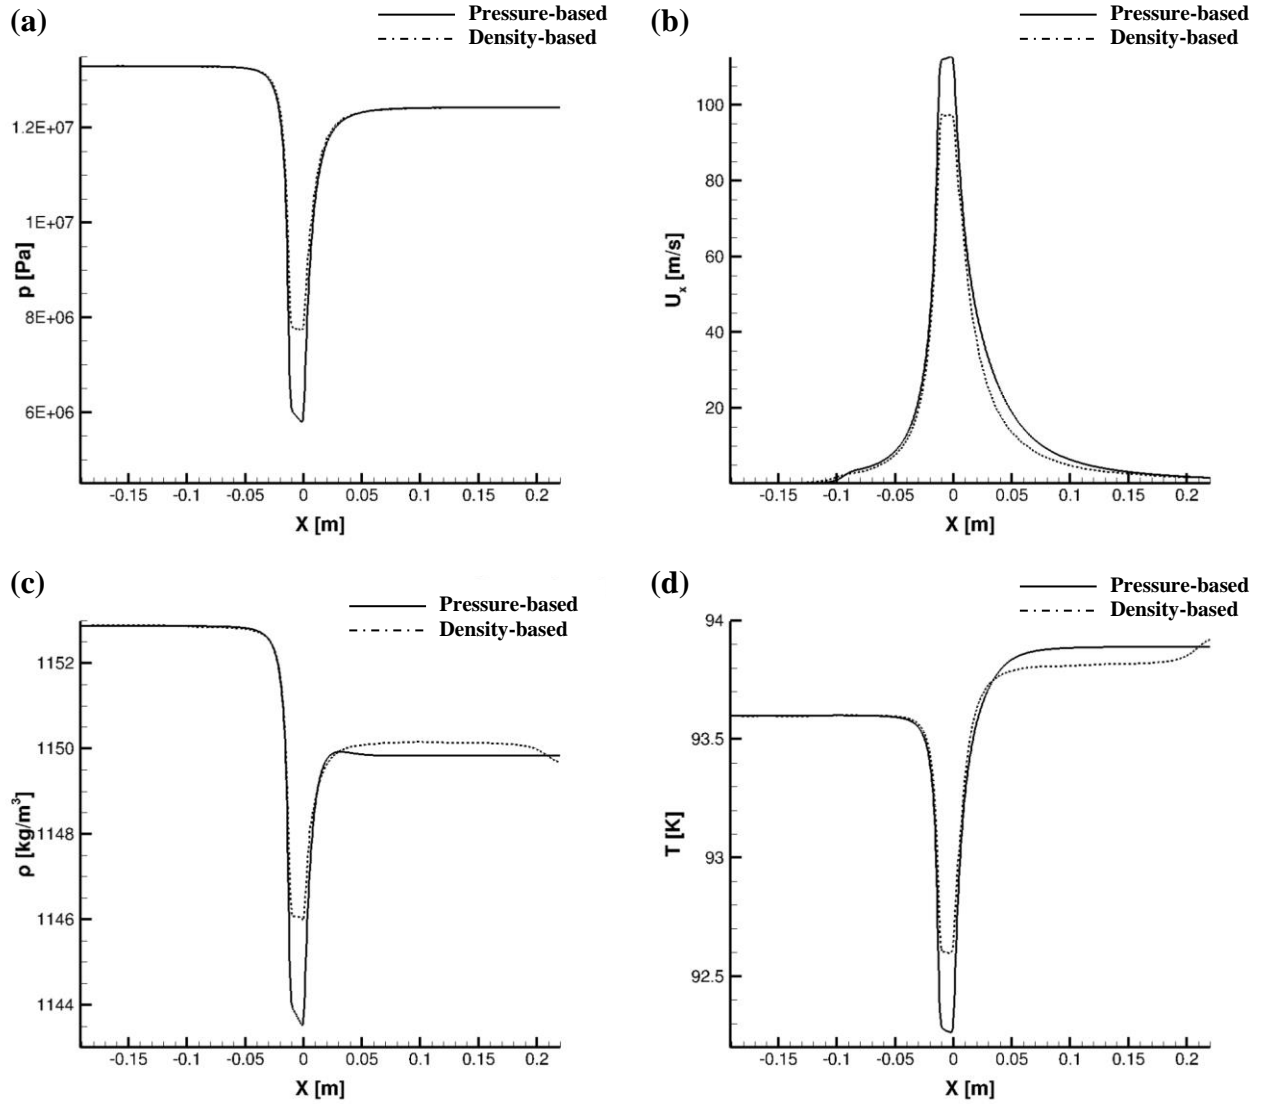 (a)
Pressure-based
Density-based
1.2E+07
1E+07
8E+06
6E+06
p [Pa]
-0.15 -0.1 -0.05 0 0.05 0.1 0.15 0.2
X [m]
(b)
Pressure-based
Density-based
100
80
60
40
20
Uₓ [m/s]
-0.15 -0.1 -0.05 0 0.05 0.1 0.15 0.2
X [m]
(c)
Pressure-based
Density-based
1152
1150
1148
1146
1144
ρ [kg/m³]
-0.15 -0.1 -0.05 0 0.05 0.1 0.15 0.2
X [m]
(d)
Pressure-based
Density-based
94
93.5
93
92.5
T [K]
-0.15 -0.1 -0.05 0 0.05 0.1 0.15 0.2
X [m]